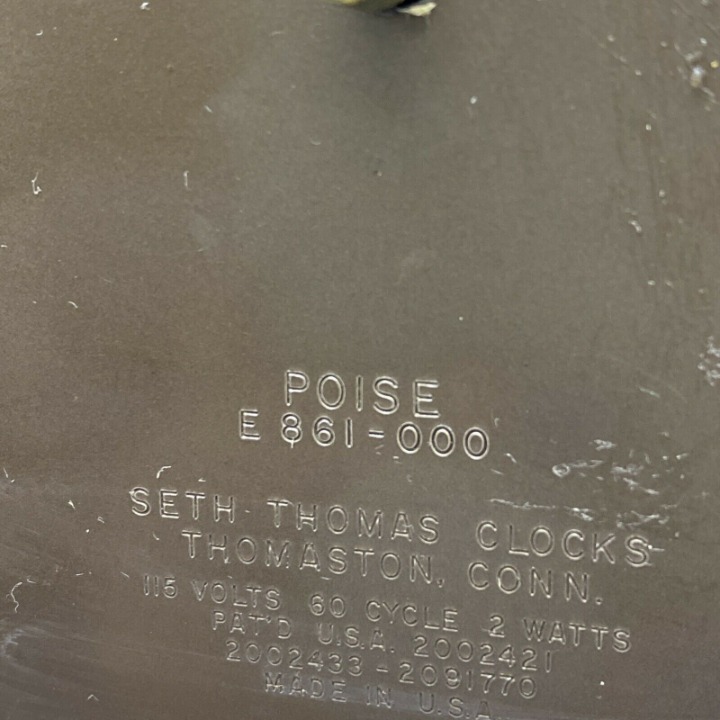 POISE
E 861-000
SETH THOMAS CLOCKS
THOMASTON, CONN.
115 VOLTS 60 CYCLE 2 WATTS
PAT'D U.S.A. 2002421
2002433-2091770
MADE IN U.S.A.